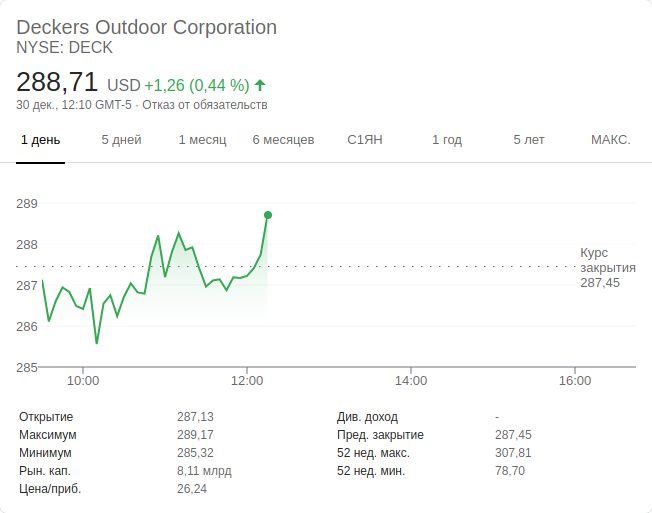 Deckers Outdoor Corporation
NYSE: DECK
288,71 USD +1,26 (0,44 %)
30 дек., 12:10 GMT-5 · Отказ от обязательств
1 день 5 дней 1 месяц 6 месяцев С1ЯН 1 год 5 лет МАКС.
289
288
287
286
285
Курс
закрытия
287,45
10:00 12:00 14:00 16:00
Открытие 287,13 Див. доход -
Максимум 289,17 Пред. закрытие 287,45
Минимум 285,32 52 нед. макс. 307,81
Рын. кап. 8,11 млрд 52 нед. мин. 78,70
Цена/приб. 26,24